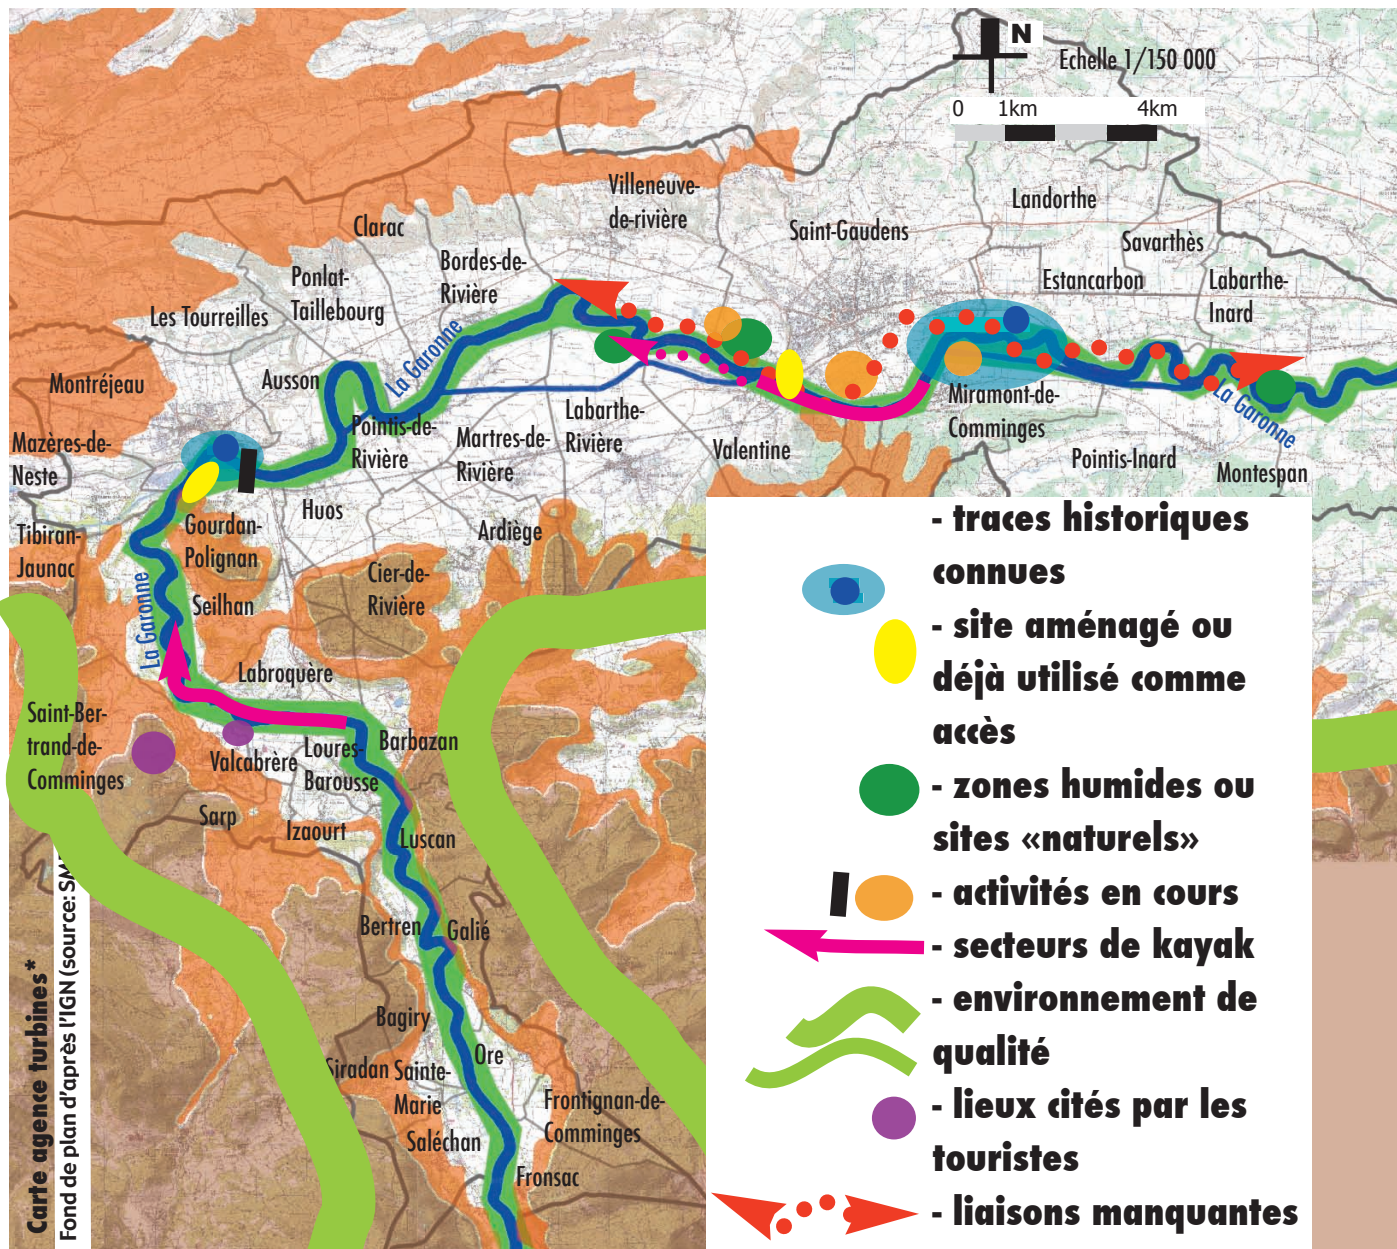 N
Echelle 1/150 000
0 1km 4km
Villeneuve-
de-rivière
Landorthe
Clarac
Saint-Gaudens
Savarthès
Bordes-de-
Rivière
Ponlat-
Taillebourg
Estancarbon
Labarthe-
Inard
Les Tourreilles
La Garonne
Montréjeau
Ausson
Miramont-de-
Comminges
La Garonne
Labarthe-
Rivière
Pointis-de-
Rivière
Martres-de-
Rivière
Mazères-de-
Neste
Valentine
Pointis-Inard
Montespan
Huos
Gourdan-
Polignan
Ardiège
Tibiran-
Jaunac
Cier-de-
Rivière
Seilhan
La Garonne
Labroquère
Saint-Ber-
trand-de-
Comminges
Valcabrère
Loures-
Barousse
Barbazan
Sarp
Izaourt
Luscan
Bertren
Galié
Bagiry
Ore
Siradan
Sainte-
Marie
Saléchan
Frontignan-de-
Comminges
Fronsac
- traces historiques
connues
- site aménagé ou
déjà utilisé comme
accès
- zones humides ou
sites «naturels»
- activités en cours
- secteurs de kayak
- environnement de
qualité
- lieux cités par les
touristes
- liaisons manquantes
Carte agence turbines*
Fond de plan d'après l'IGN (source: